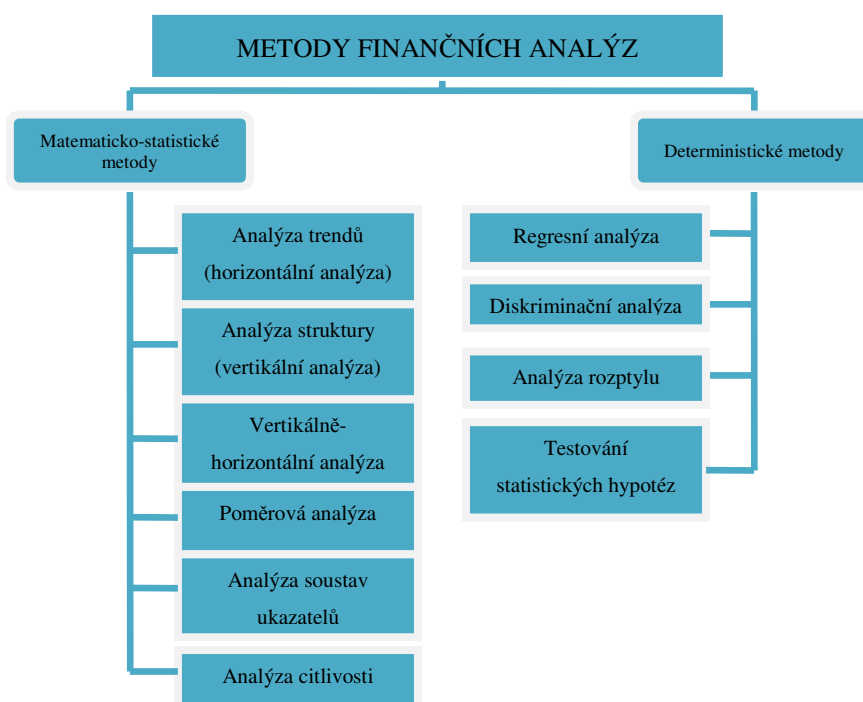 METODY FINANČNÍCH ANALÝZ
Matematicko-statistické
metody
Analýza trendů
(horizontální analýza)
Analýza struktury
(vertikální analýza)
Vertikálně-
horizontální analýza
Poměrová analýza
Analýza soustav
ukazatelů
Analýza citlivosti
Deterministické metody
Regresní analýza
Diskriminační analýza
Analýza rozptylu
Testování
statistických hypotéz